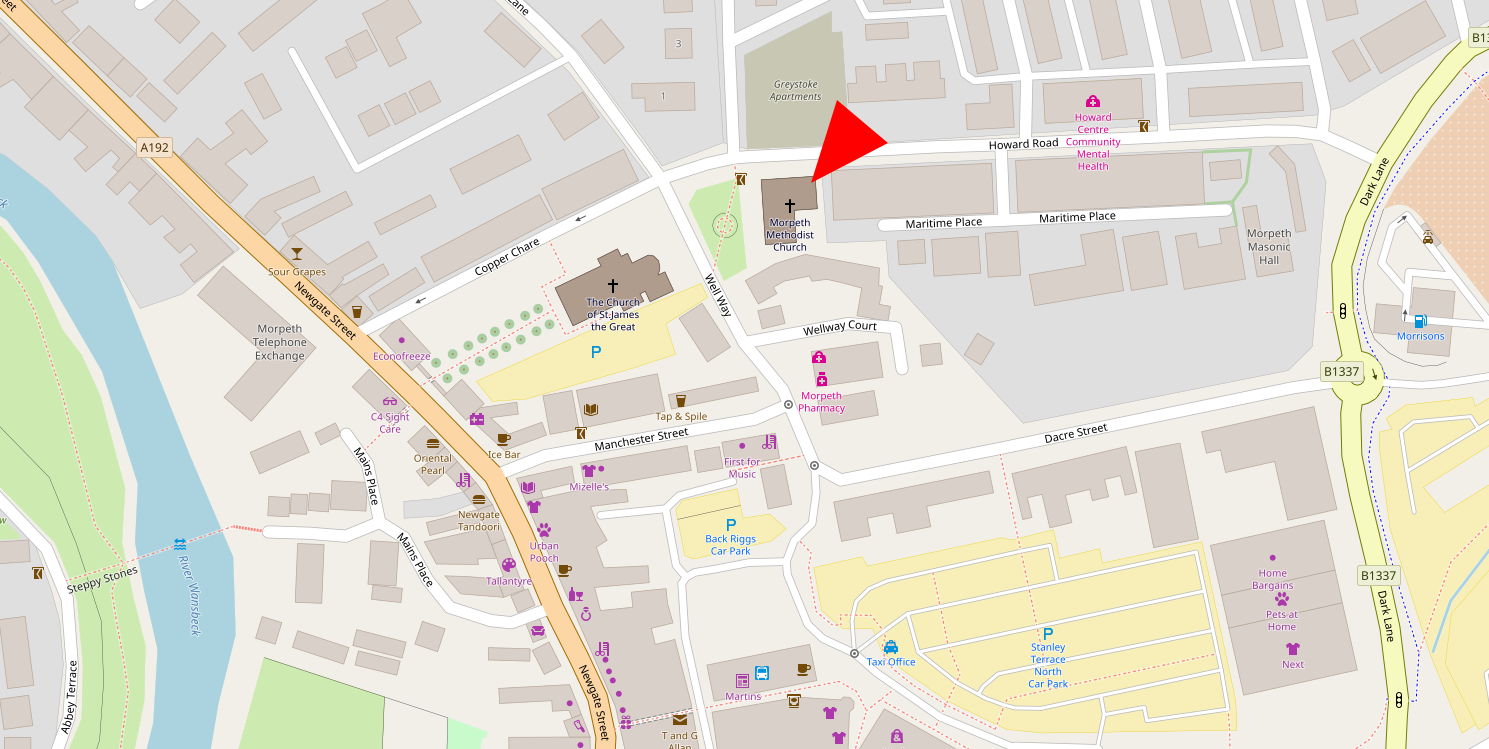 Street
Lane
B13
3
1
Greystoke
Apartments
A192
Howard
Centre
Community
Mental
Health
Howard Road
Dark Lane
Morpeth
Methodist
Church
Maritime Place
Maritime Place
Morpeth
Masonic
Hall
Copper Chare
Sour Grapes
Newgate Street
The Church
of St.James
the Great
Well Way
Wellway Court
Morpeth
Telephone
Exchange
Econofreeze
P
Morrisons
B1337
C4 Sight
Care
Morpeth
Pharmacy
Tap & Spile
Manchester Street
Dacre Street
Ice Bar
Oriental
Pearl
Mains Place
First for
Music
Mizelle's
Newgate
Tandoori
P
Back Riggs
Car Park
Urban
Pooch
Tallantyre
Mains Place
Steppy Stones
River Wansbeck
B1337
Home
Bargains
Pets at
Home
Next
Dark Lane
P
Stanley
Terrace
North
Car Park
Taxi Office
Martins
Newgate Street
Abbey Terrace
T and G
Allan